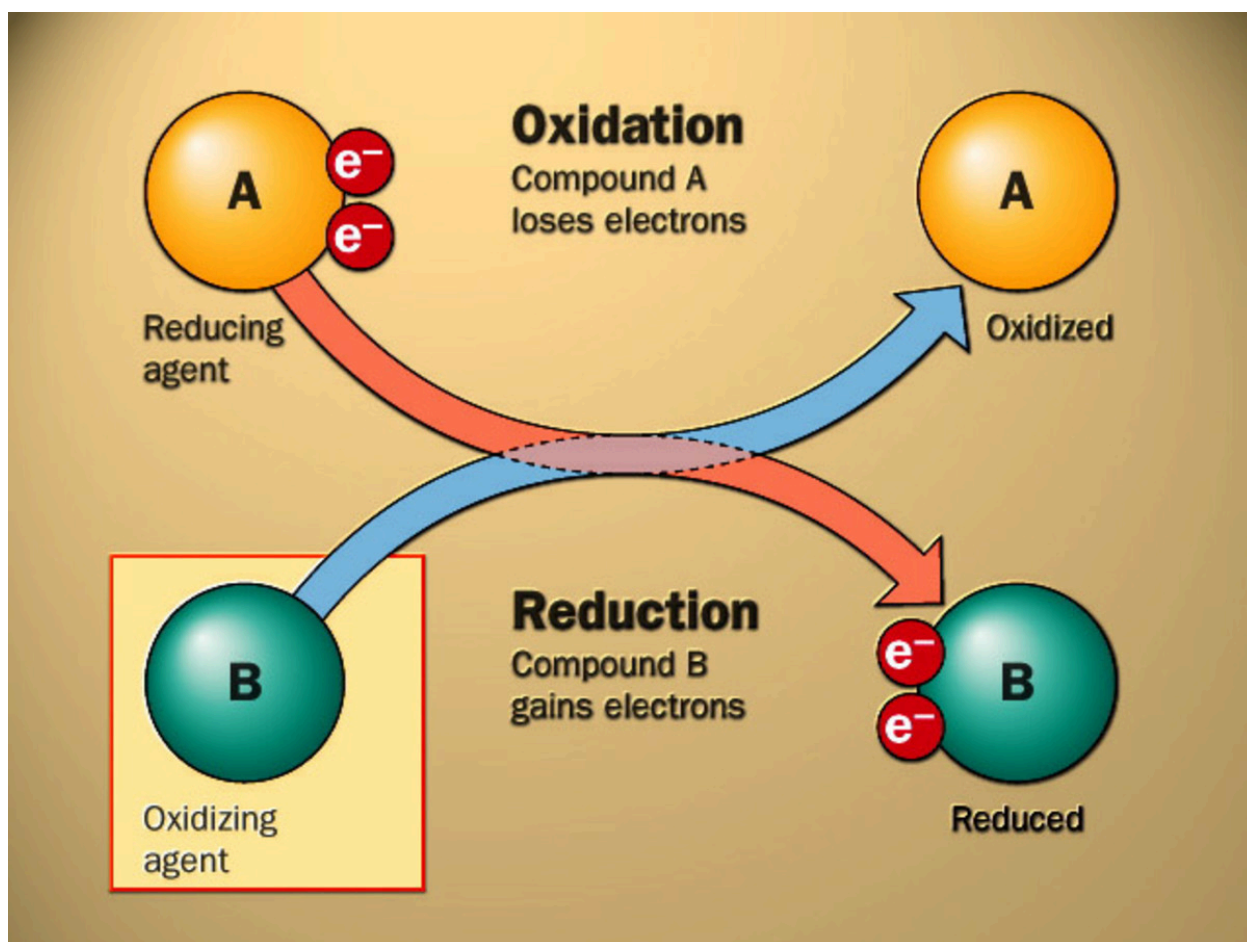 A
e⁻
e⁻
Reducing
agent
Oxidation
Compound A
loses electrons
A
Oxidized
B
Oxidizing
agent
Reduction
Compound B
gains electrons
e⁻
e⁻
B
Reduced